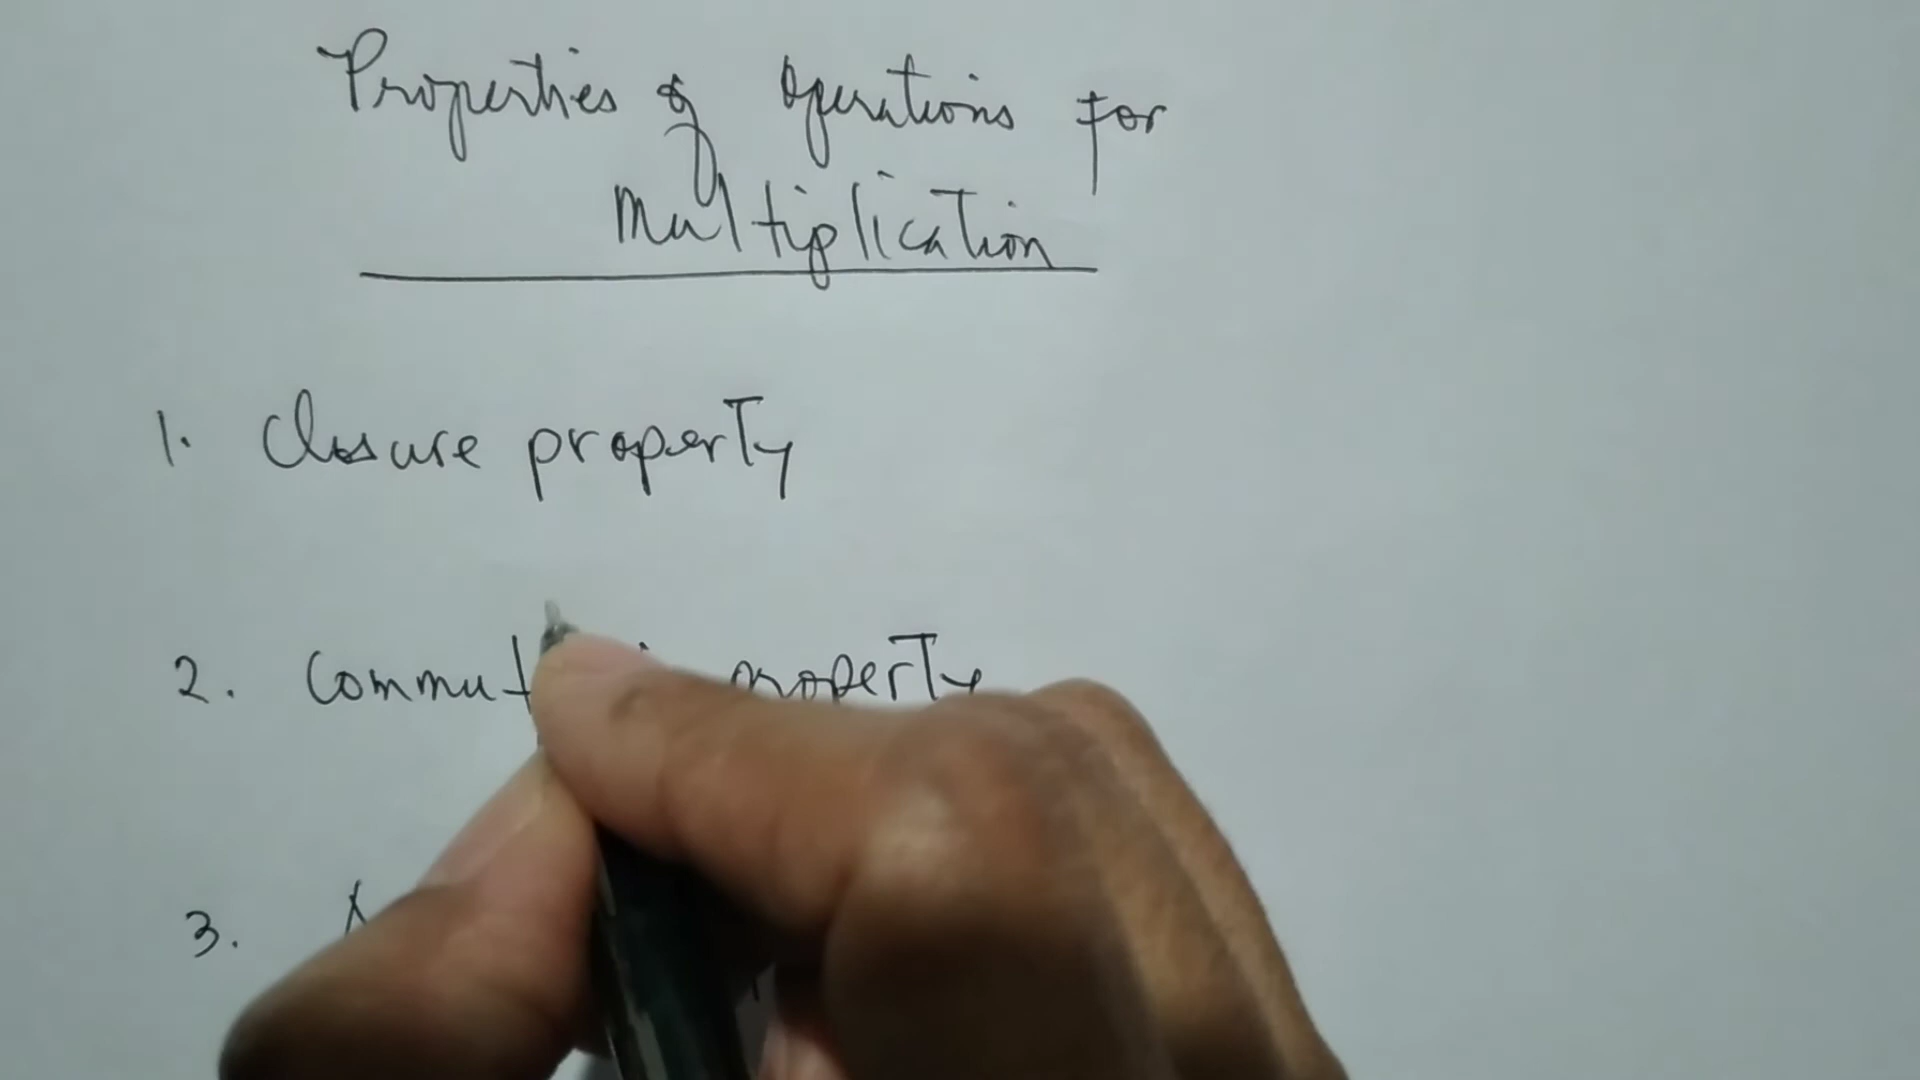 Properties of operations for
Multiplication
1. Closure property
2. Commut property
3. A